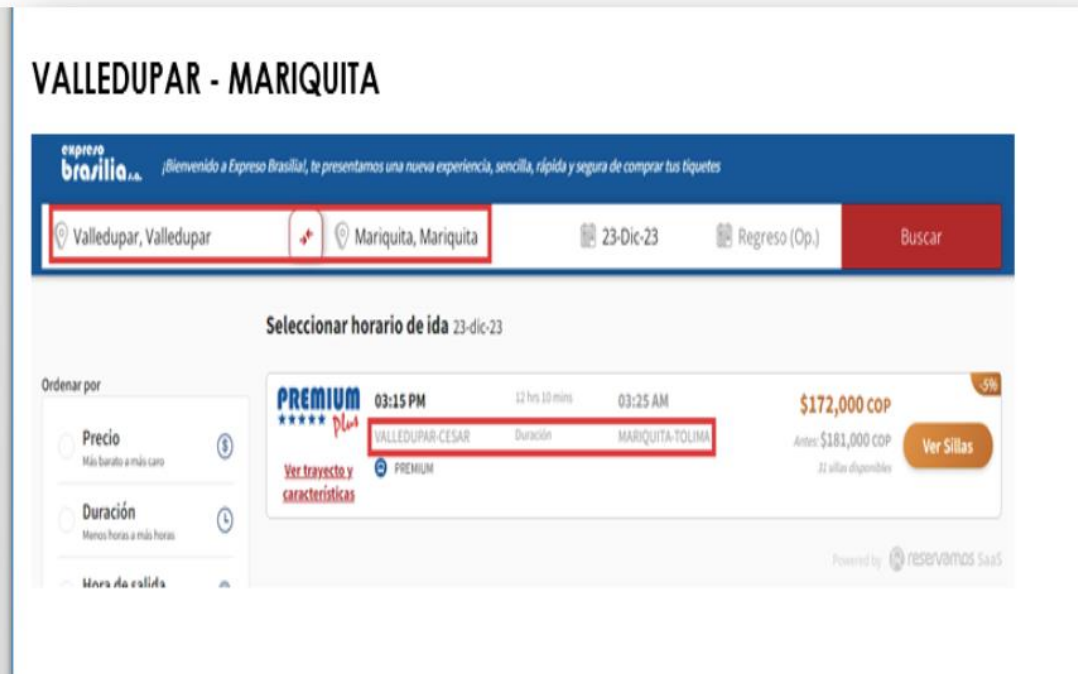 VALLEDUPAR - MARIQUITA
expreso
brasilia s.a.
¡Bienvenido a Expreso Brasilia!, te presentamos una nueva experiencia, sencilla, rápida y segura de comprar tus tiquetes
Valledupar, Valledupar
Mariquita, Mariquita
23-Dic-23
Regreso (Op.)
Buscar
Seleccionar horario de ida 23-dic-23
Ordenar por
Precio
Más barato a más caro
Duración
Menos horas a más horas
Hora de salida
PREMIUM
Plus
Ver trayecto y
características
03:15 PM
12 hrs 10 mins
03:25 AM
VALLEDUPAR-CESAR
Duración
MARIQUITA-TOLIMA
PREMIUM
$172,000 COP
Antes: $181,000 COP
31 sillas disponibles
-5%
Ver Sillas
Powered by reservamos SaaS